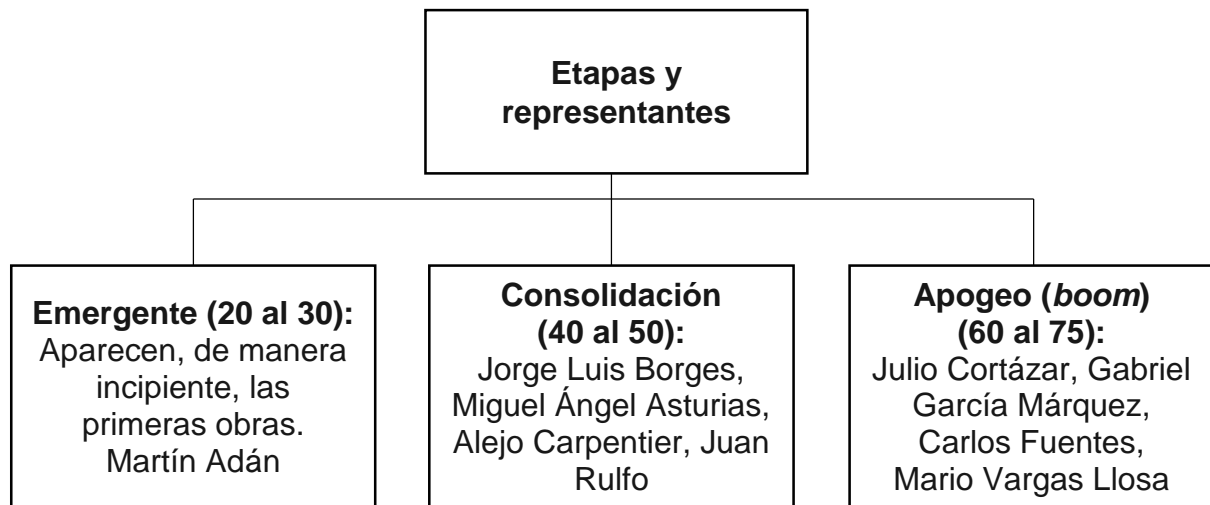 Etapas y
representantes
Emergente (20 al 30):
Aparecen, de manera
incipiente, las
primeras obras.
Martín Adán
Consolidación
(40 al 50):
Jorge Luis Borges,
Miguel Ángel Asturias,
Alejo Carpentier, Juan
Rulfo
Apogeo (boom)
(60 al 75):
Julio Cortázar, Gabriel
García Márquez,
Carlos Fuentes,
Mario Vargas Llosa